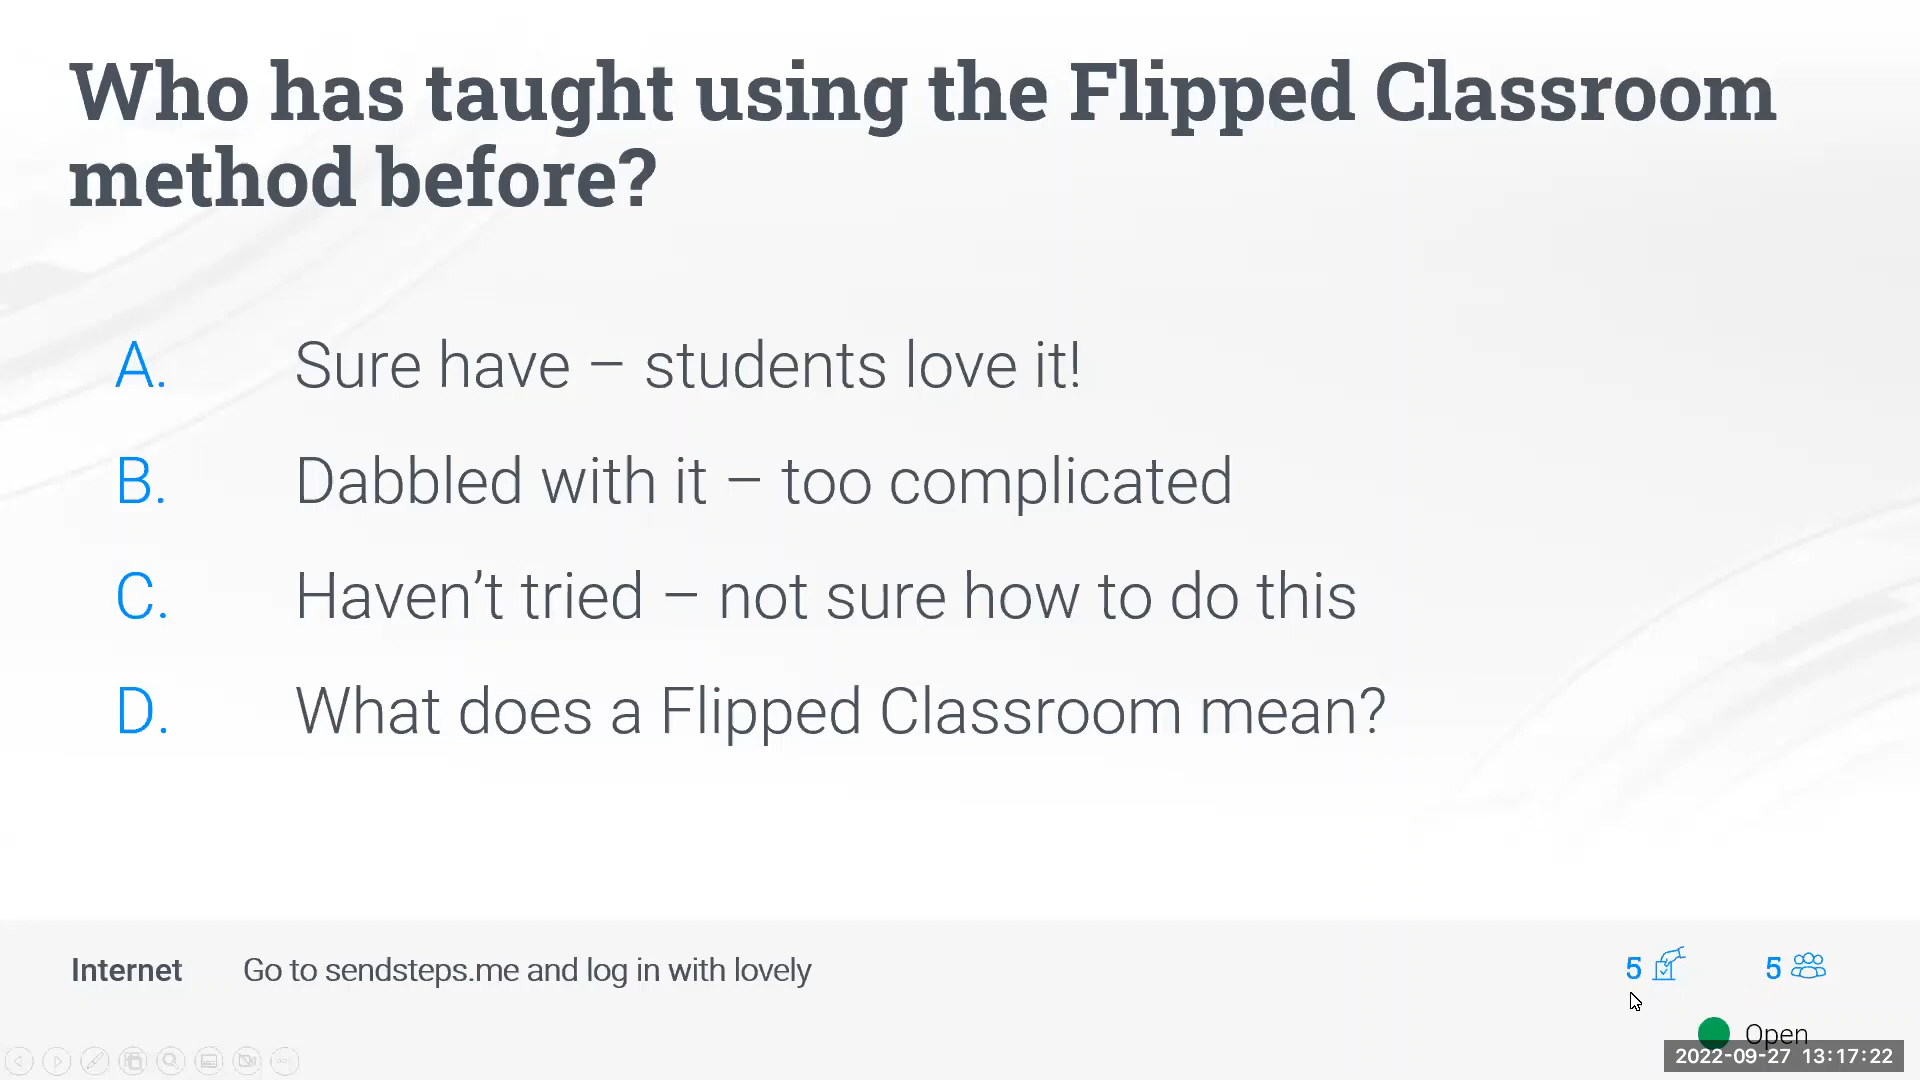 Who has taught using the Flipped Classroom
method before?
A. Sure have – students love it!
B. Dabbled with it – too complicated
C. Haven’t tried – not sure how to do this
D. What does a Flipped Classroom mean?
Internet Go to sendsteps.me and log in with lovely
5 5
Open
2022-09-27 13:17:22